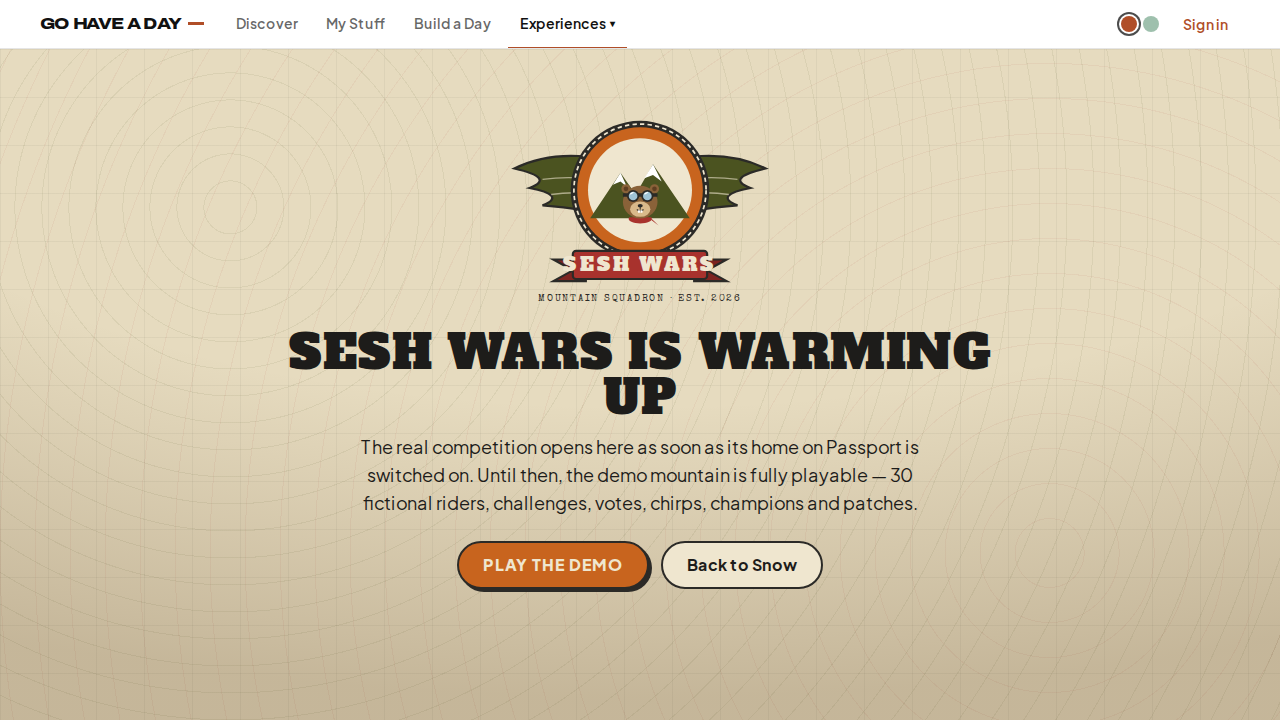 GO HAVE A DAY
Discover
My Stuff
Build a Day
Experiences ▾
Sign in
SESH WARS
MOUNTAIN SQUADRON · EST. 2026
SESH WARS IS WARMING
UP
The real competition opens here as soon as its home on Passport is
switched on. Until then, the demo mountain is fully playable — 30
fictional riders, challenges, votes, chirps, champions and patches.
PLAY THE DEMO
Back to Snow